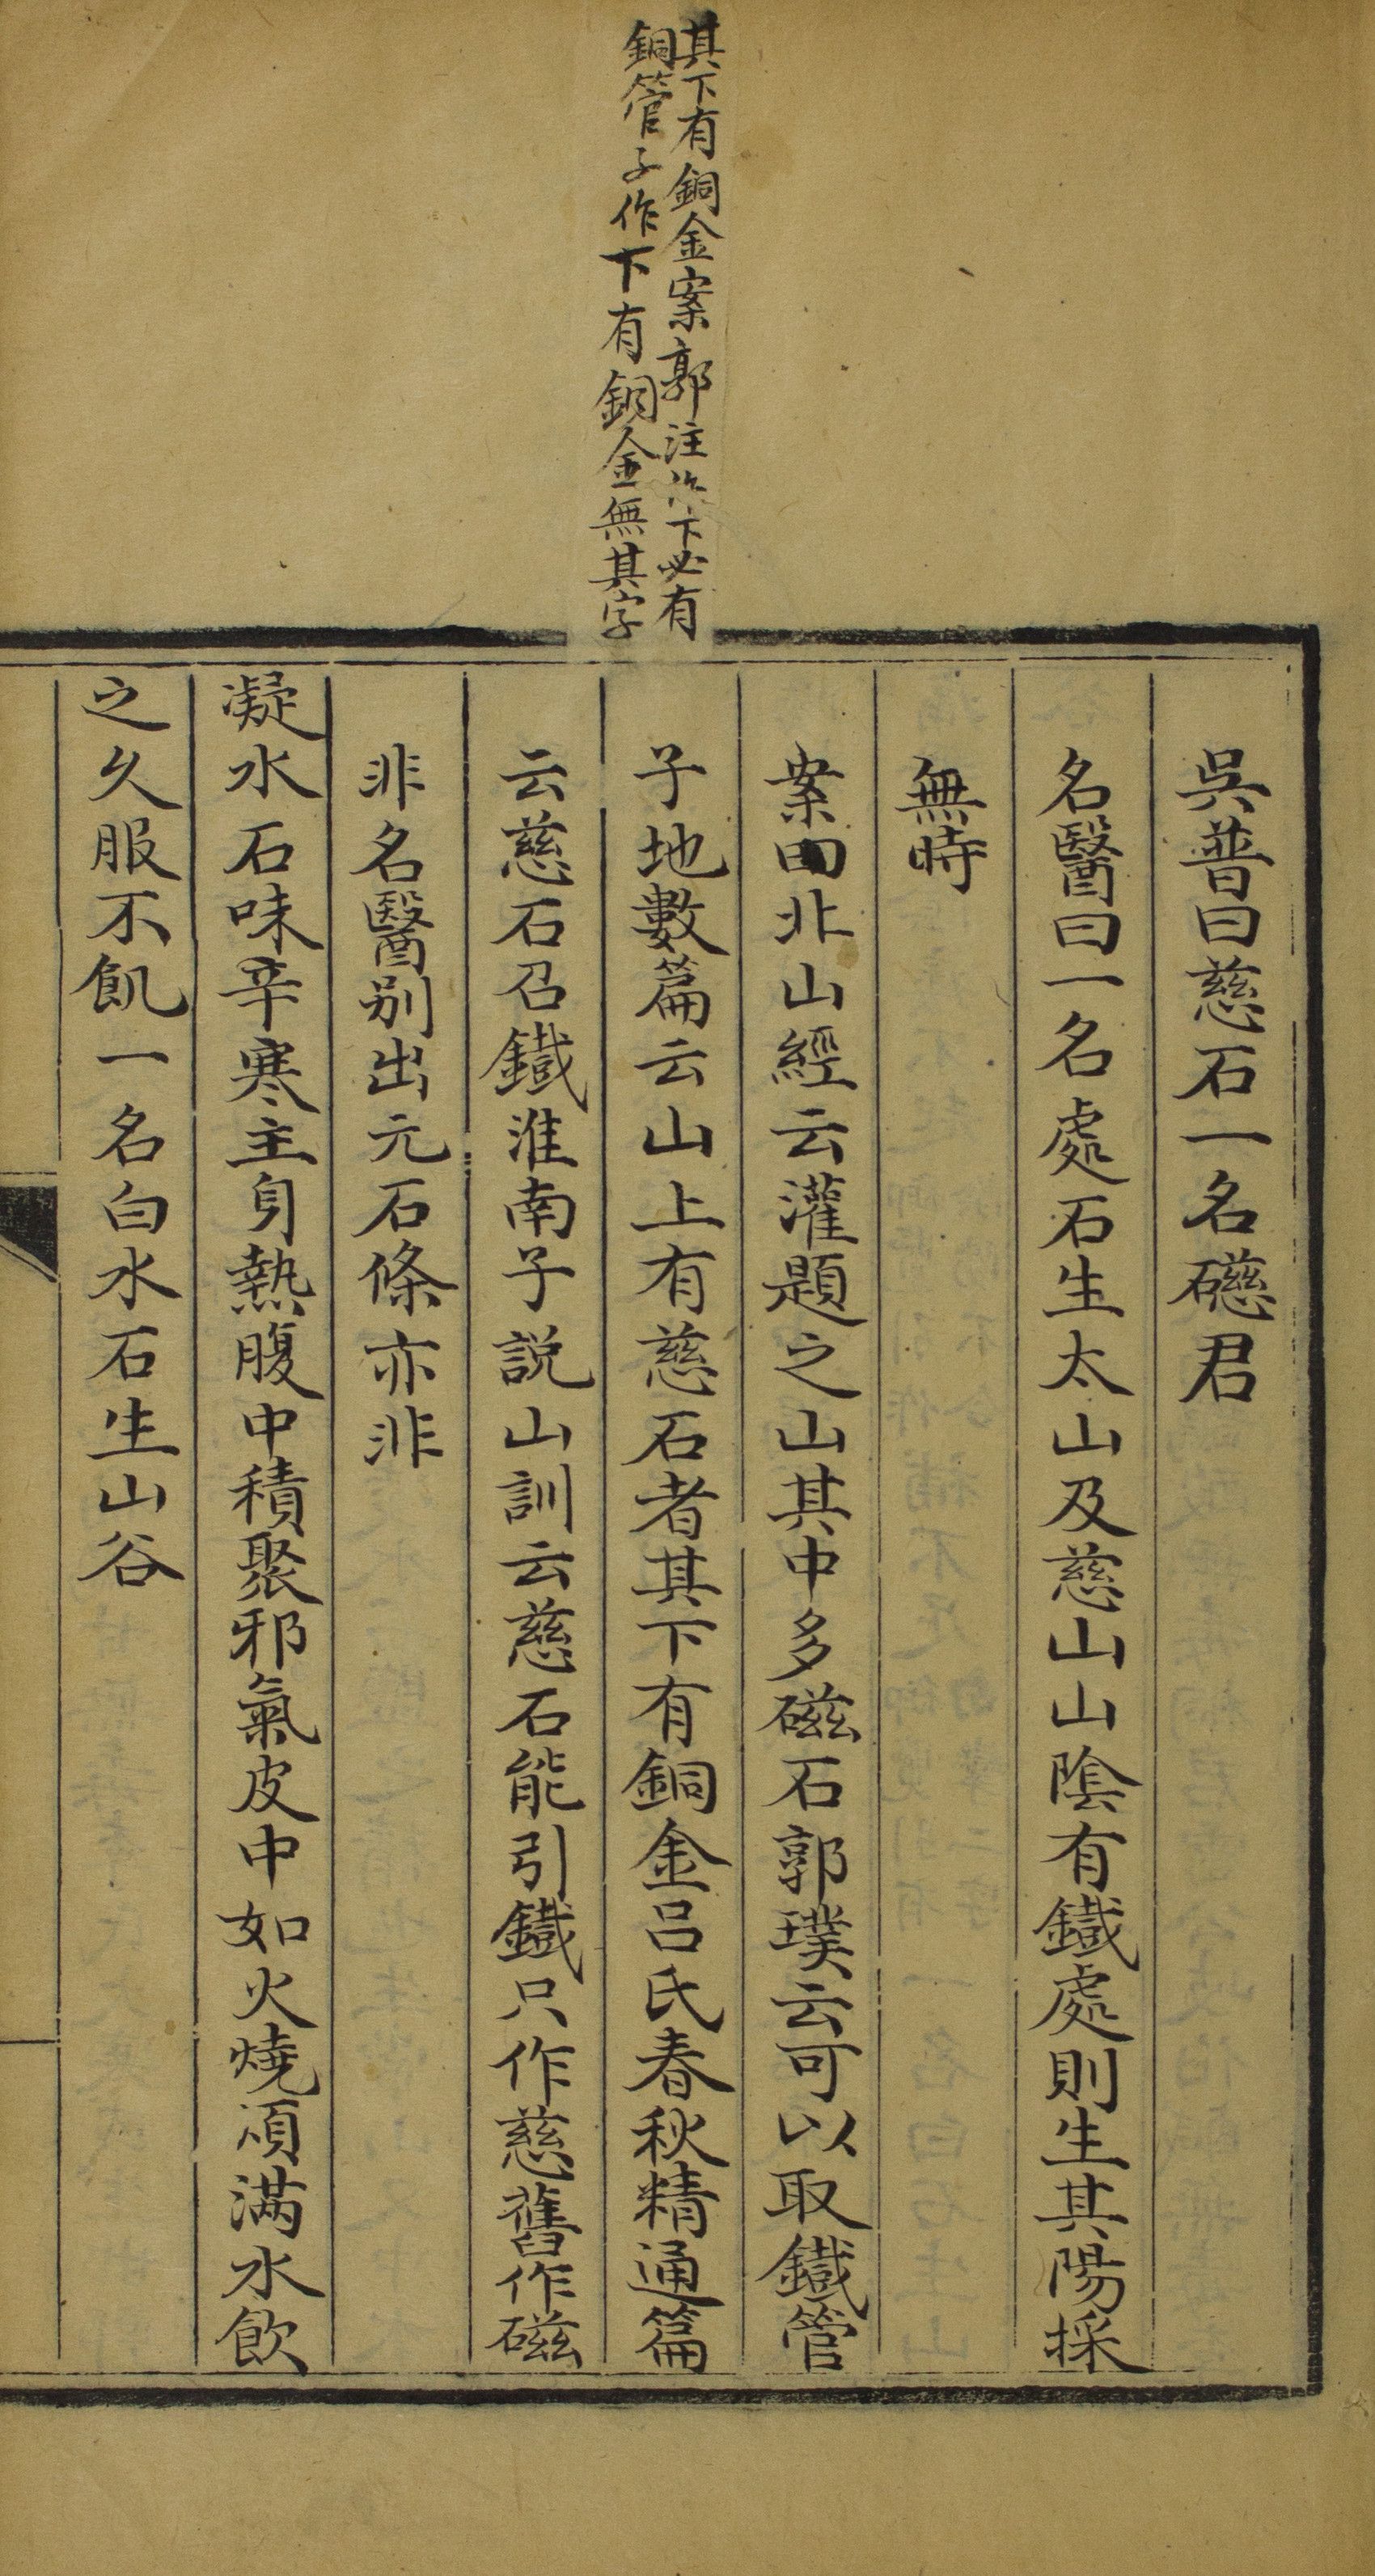 其下有銅金案郭注作下必有
銅管子作下有銅金無其字
吳普曰慈石一名磁君
名醫曰一名處石生太山及慈山山陰有鐵處則生其陽採
無時
案田北山經云灌題之山其中多磁石郭璞云可以取鐵管
子地數篇云山上有慈石者其下有銅金呂氏春秋精通篇
云慈石召鐵淮南子説山訓云慈石能引鐵只作慈舊作磁
非名醫别出元石條亦非
凝水石味辛寒主身熱腹中積聚邪氣皮中如火燒煩滿水飲
之久服不飢一名白水石生山谷